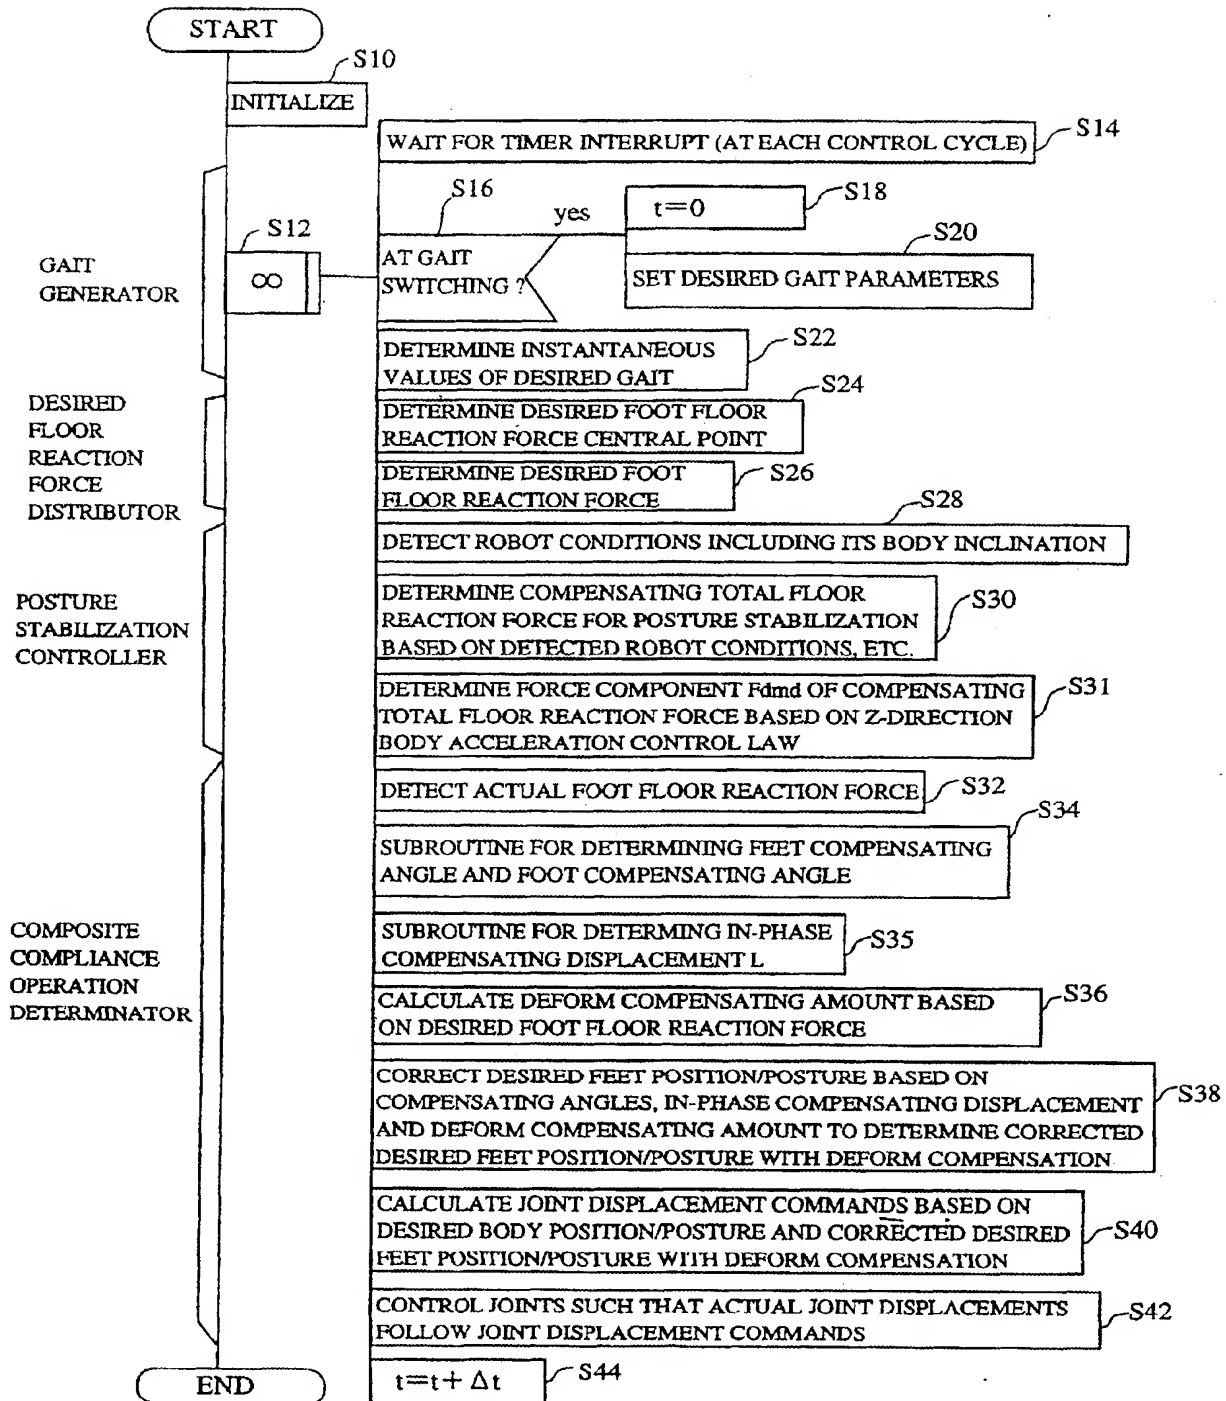 START
S10
INITIALIZE
WAIT FOR TIMER INTERRUPT (AT EACH CONTROL CYCLE)
S14
S16
yes
t=0
S18
S12
∞
AT GAIT
SWITCHING ?
S20
SET DESIRED GAIT PARAMETERS
GAIT
GENERATOR
DETERMINE INSTANTANEOUS
VALUES OF DESIRED GAIT
S22
S24
DESIRED
FLOOR
REACTION
FORCE
DISTRIBUTOR
DETERMINE DESIRED FOOT FLOOR
REACTION FORCE CENTRAL POINT
DETERMINE DESIRED FOOT
FLOOR REACTION FORCE
S26
S28
DETECT ROBOT CONDITIONS INCLUDING ITS BODY INCLINATION
POSTURE
STABILIZATION
CONTROLLER
DETERMINE COMPENSATING TOTAL FLOOR
REACTION FORCE FOR POSTURE STABILIZATION
BASED ON DETECTED ROBOT CONDITIONS, ETC.
S30
DETERMINE FORCE COMPONENT Fdmd OF COMPENSATING
TOTAL FLOOR REACTION FORCE BASED ON Z-DIRECTION
BODY ACCELERATION CONTROL LAW
S31
DETECT ACTUAL FOOT FLOOR REACTION FORCE
S32
S34
SUBROUTINE FOR DETERMINING FEET COMPENSATING
ANGLE AND FOOT COMPENSATING ANGLE
COMPOSITE
COMPLIANCE
OPERATION
DETERMINATOR
SUBROUTINE FOR DETERMING IN-PHASE
COMPENSATING DISPLACEMENT L
S35
CALCULATE DEFORM COMPENSATING AMOUNT BASED
ON DESIRED FOOT FLOOR REACTION FORCE
S36
CORRECT DESIRED FEET POSITION/POSTURE BASED ON
COMPENSATING ANGLES, IN-PHASE COMPENSATING DISPLACEMENT
AND DEFORM COMPENSATING AMOUNT TO DETERMINE CORRECTED
DESIRED FEET POSITION/POSTURE WITH DEFORM COMPENSATION
S38
CALCULATE JOINT DISPLACEMENT COMMANDS BASED ON
DESIRED BODY POSITION/POSTURE AND CORRECTED DESIRED
FEET POSITION/POSTURE WITH DEFORM COMPENSATION
S40
CONTROL JOINTS SUCH THAT ACTUAL JOINT DISPLACEMENTS
FOLLOW JOINT DISPLACEMENT COMMANDS
S42
END
t=t+ Δt
S44